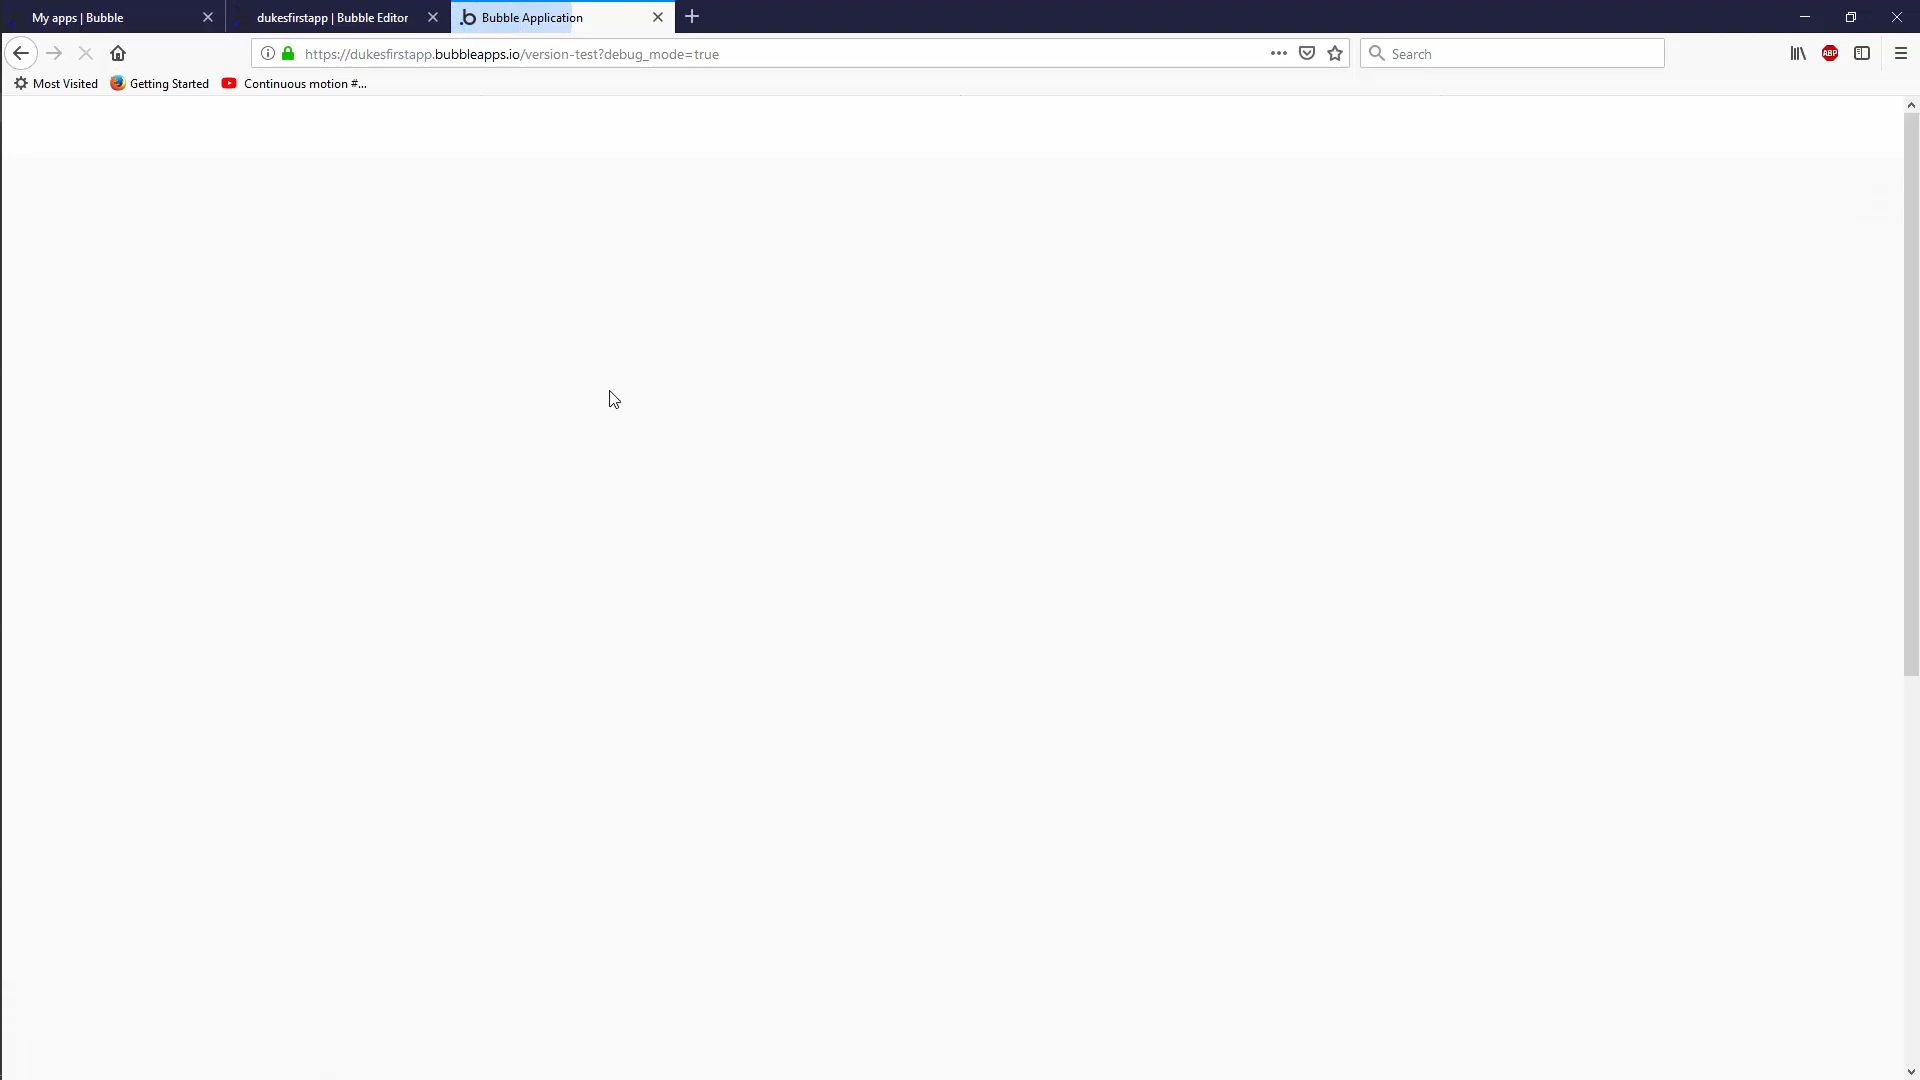 My apps | Bubble
dukesfirstapp | Bubble Editor
Bubble Application
https://dukesfirstapp.bubbleapps.io/version-test?debug_mode=true
Search
ABP
Most Visited
Getting Started
Continuous motion #...